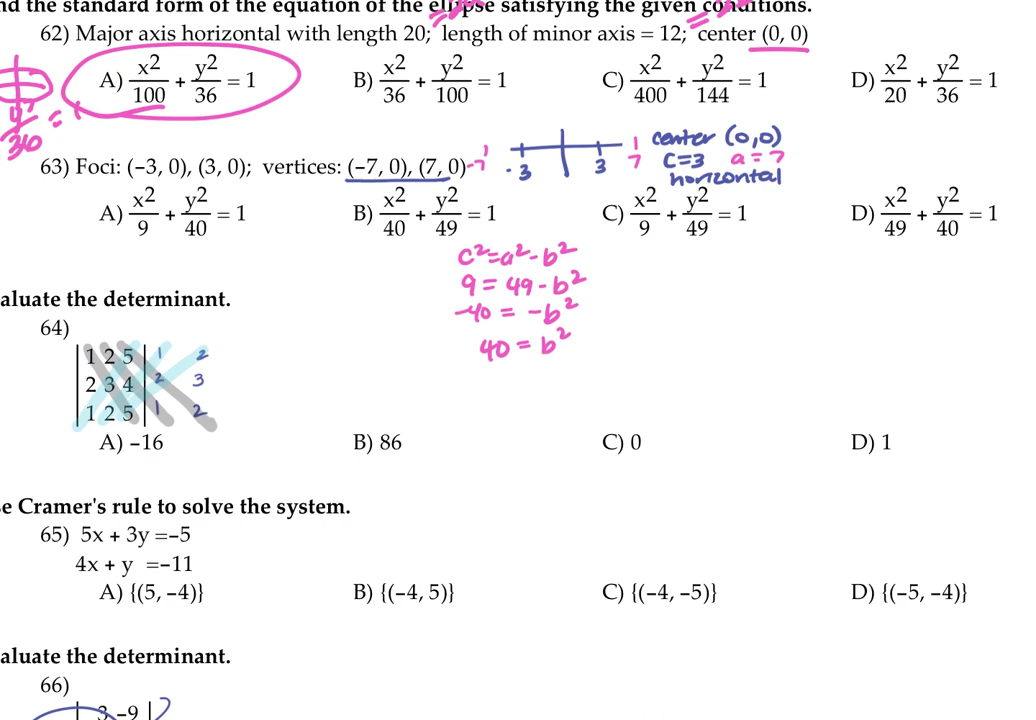 nd the standard form of the equation of the ellipse satisfying the given conditions.
62) Major axis horizontal with length 20; length of minor axis = 12; center (0, 0)
A) x²/100 + y²/36 = 1 B) x²/36 + y²/100 = 1 C) x²/400 + y²/144 = 1 D) x²/20 + y²/36 = 1
36
63) Foci: (−3, 0), (3, 0); vertices: (−7, 0), (7, 0)
-7 -3 3 7
center (0,0)
c=3 a=7
horizontal
A) x²/9 + y²/40 = 1 B) x²/40 + y²/49 = 1 C) x²/9 + y²/49 = 1 D) x²/49 + y²/40 = 1
c²=a²-b²
9 = 49 - b²
-40 = -b²
40 = b²
aluate the determinant.
64)
1 2 5 1 2
2 3 4 2 3
1 2 5 1 2
A) −16 B) 86 C) 0 D) 1
e Cramer's rule to solve the system.
65) 5x + 3y =−5
4x + y =−11
A) {(5, −4)} B) {(−4, 5)} C) {(−4, −5)} D) {(−5, −4)}
aluate the determinant.
66)
3 −9